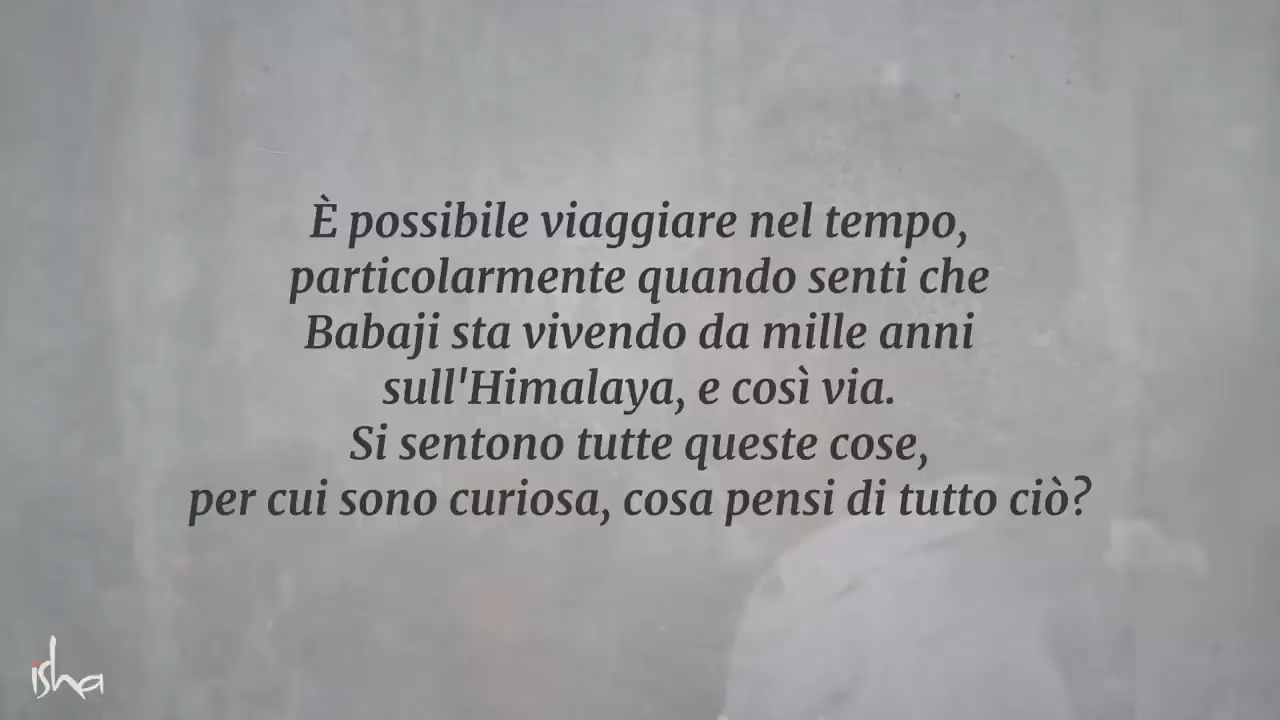 È possibile viaggiare nel tempo,
particolarmente quando senti che
Babaji sta vivendo da mille anni
sull'Himalaya, e così via.
Si sentono tutte queste cose,
per cui sono curiosa, cosa pensi di tutto ciò?
isha